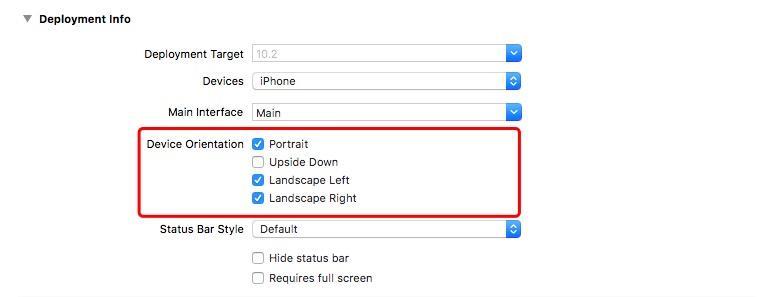 Deployment Info
Deployment Target 10.2
Devices iPhone
Main Interface Main
Device Orientation Portrait
Upside Down
Landscape Left
Landscape Right
Status Bar Style Default
Hide status bar
Requires full screen